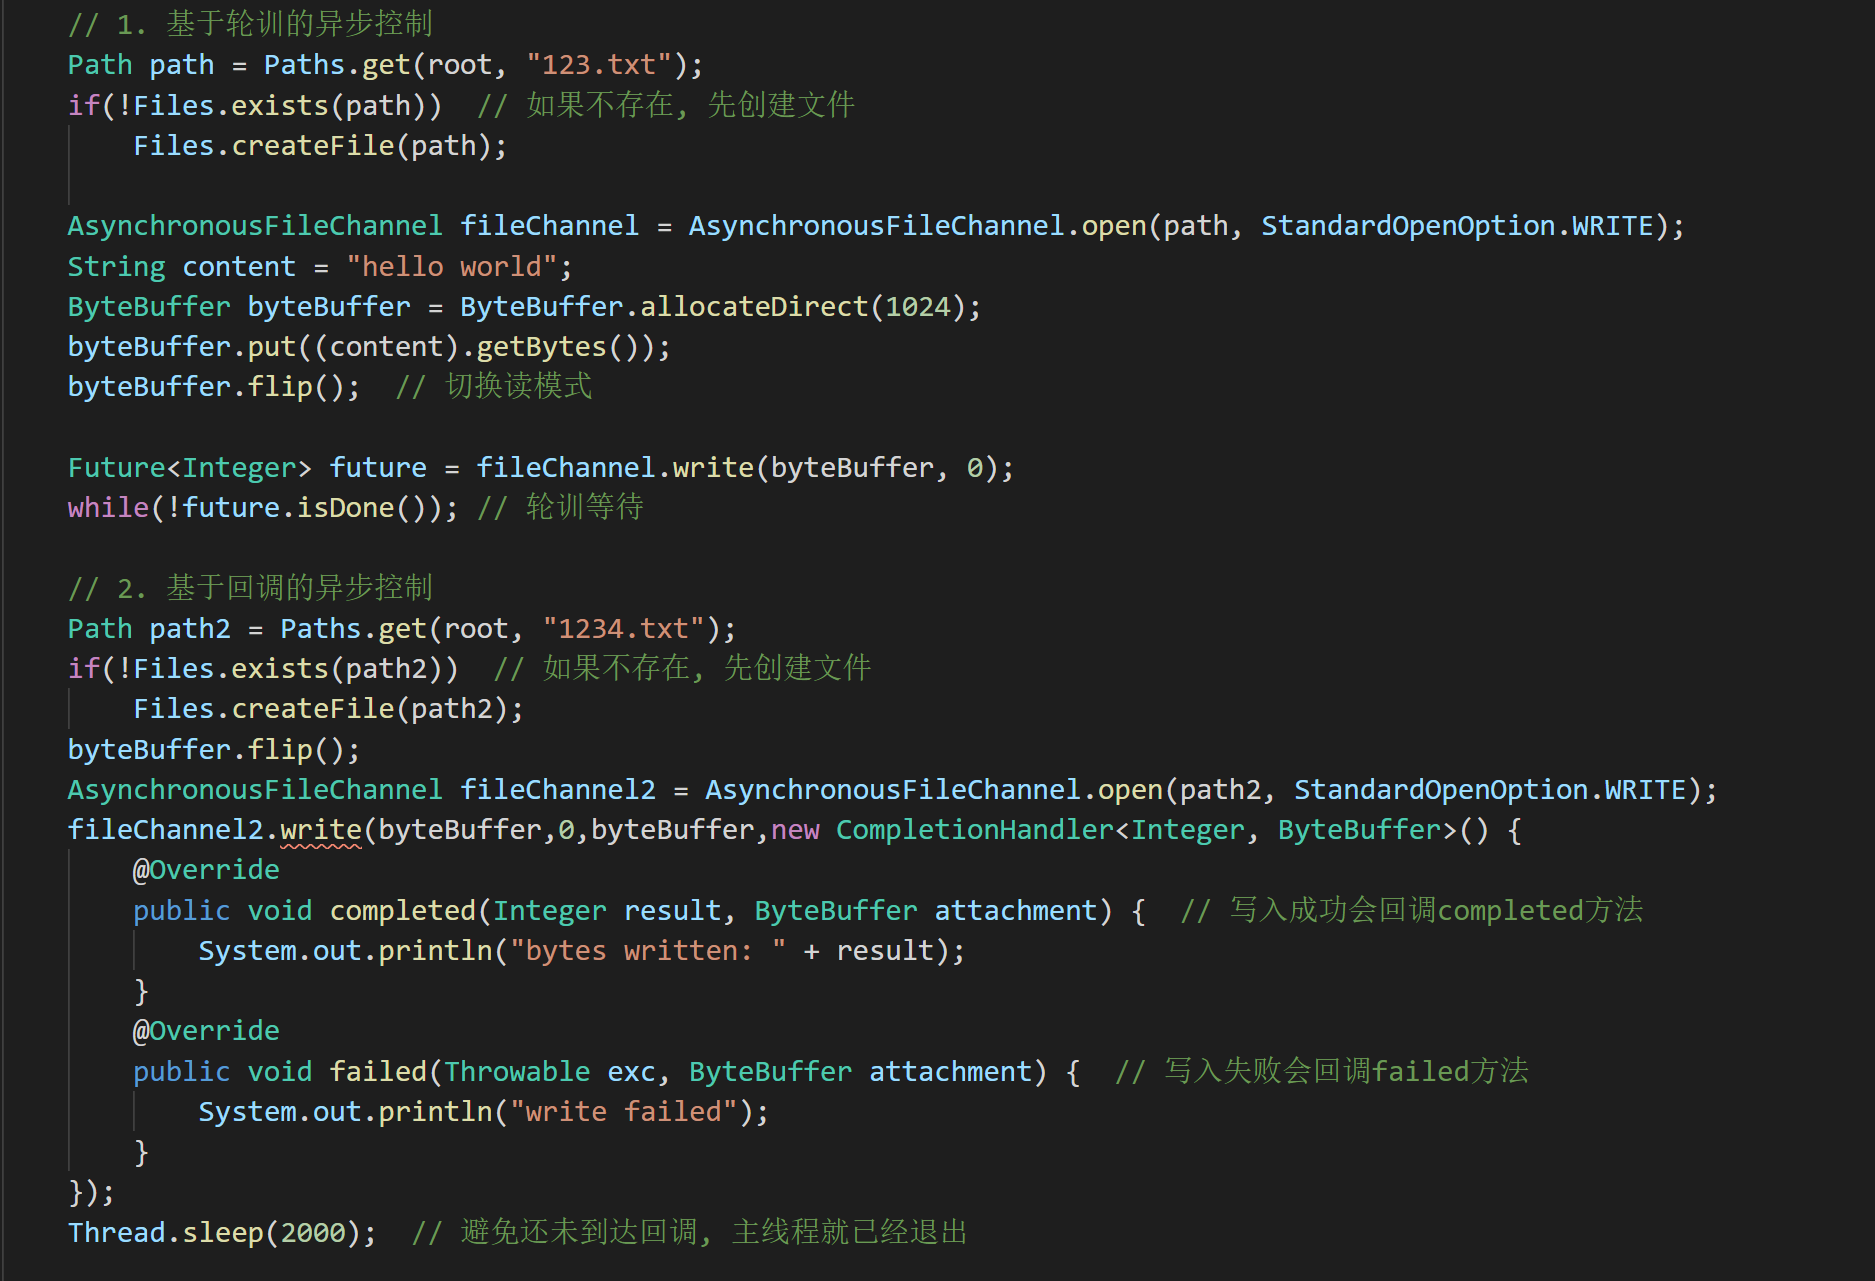 // 1. 基于轮训的异步控制
Path path = Paths.get(root, "123.txt");
if(!Files.exists(path))  // 如果不存在, 先创建文件
    Files.createFile(path);
AsynchronousFileChannel fileChannel = AsynchronousFileChannel.open(path, StandardOpenOption.WRITE);
String content = "hello world";
ByteBuffer byteBuffer = ByteBuffer.allocateDirect(1024);
byteBuffer.put((content).getBytes());
byteBuffer.flip();  // 切换读模式
Future<Integer> future = fileChannel.write(byteBuffer, 0);
while(!future.isDone()); // 轮训等待
// 2. 基于回调的异步控制
Path path2 = Paths.get(root, "1234.txt");
if(!Files.exists(path2))  // 如果不存在, 先创建文件
    Files.createFile(path2);
byteBuffer.flip();
AsynchronousFileChannel fileChannel2 = AsynchronousFileChannel.open(path2, StandardOpenOption.WRITE);
fileChannel2.write(byteBuffer,0,byteBuffer,new CompletionHandler<Integer, ByteBuffer>() {
    @Override
    public void completed(Integer result, ByteBuffer attachment) {  // 写入成功会回调completed方法
        System.out.println("bytes written: " + result);
    }
    @Override
    public void failed(Throwable exc, ByteBuffer attachment) {  // 写入失败会回调failed方法
        System.out.println("write failed");
    }
});
Thread.sleep(2000);  // 避免还未到达回调, 主线程就已经退出